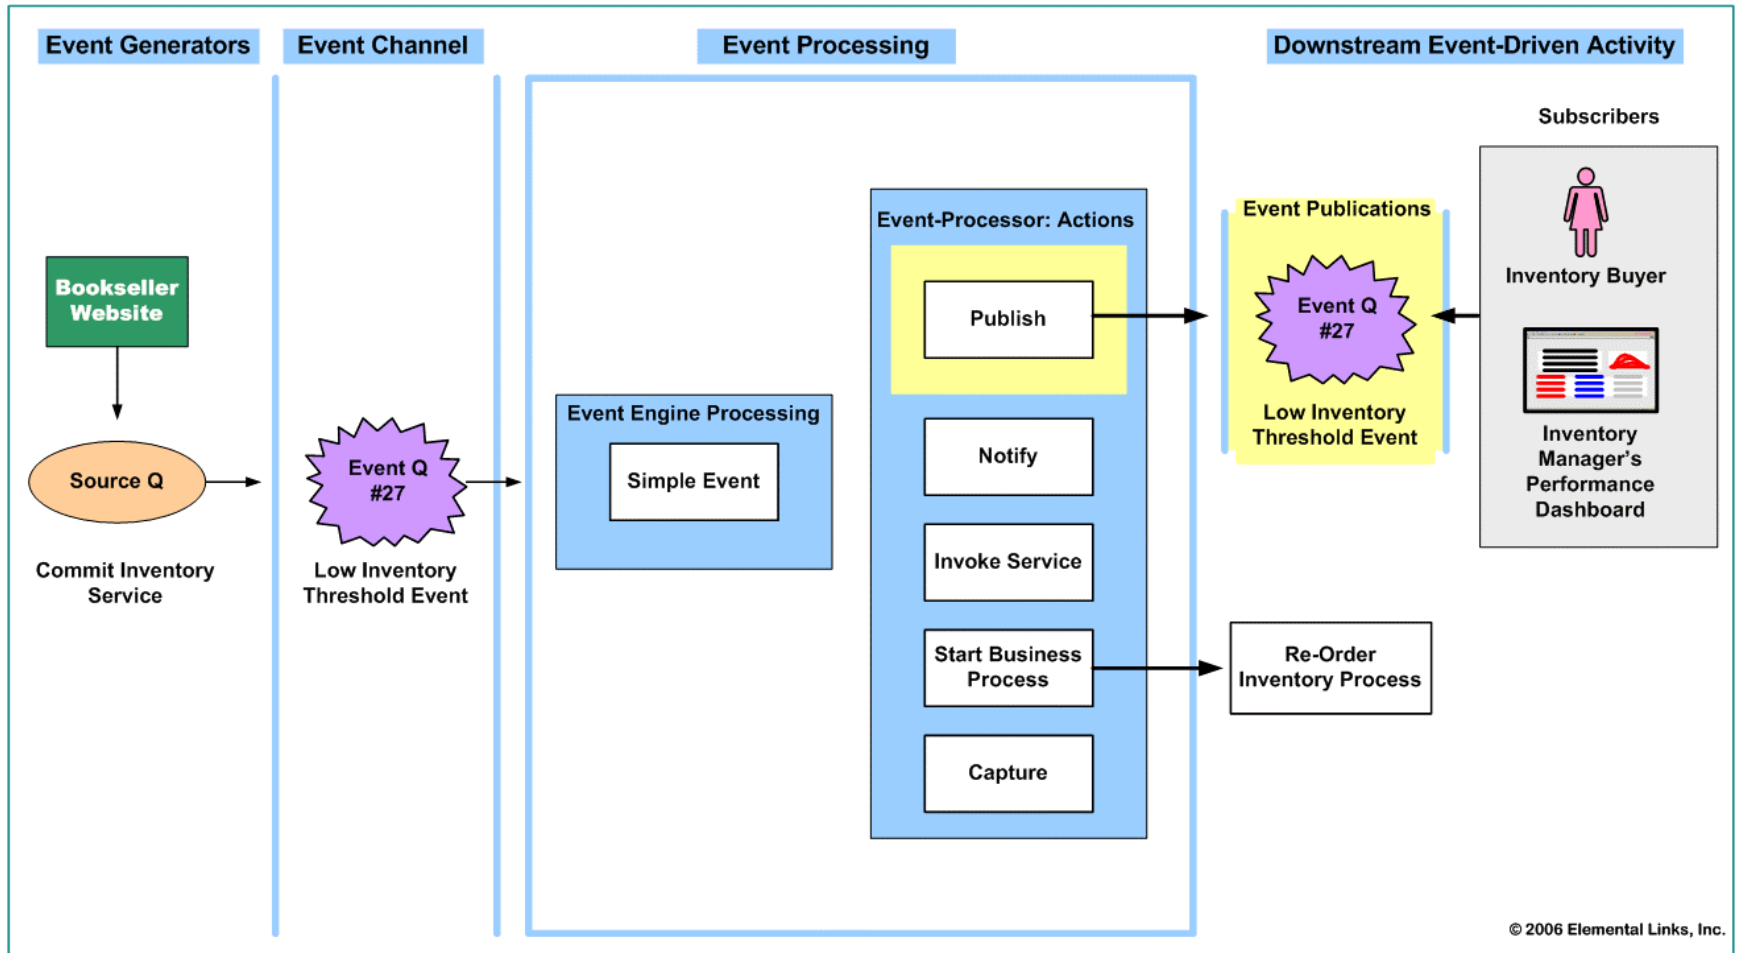 Event Generators
Event Channel
Event Processing
Downstream Event-Driven Activity
Subscribers
Bookseller
Website
Source Q
Commit Inventory
Service
Event Q
#27
Low Inventory
Threshold Event
Event Engine Processing
Simple Event
Event-Processor: Actions
Publish
Notify
Invoke Service
Start Business
Process
Capture
Event Publications
Event Q
#27
Low Inventory
Threshold Event
Inventory Buyer
Inventory
Manager's
Performance
Dashboard
Re-Order
Inventory Process
© 2006 Elemental Links, Inc.